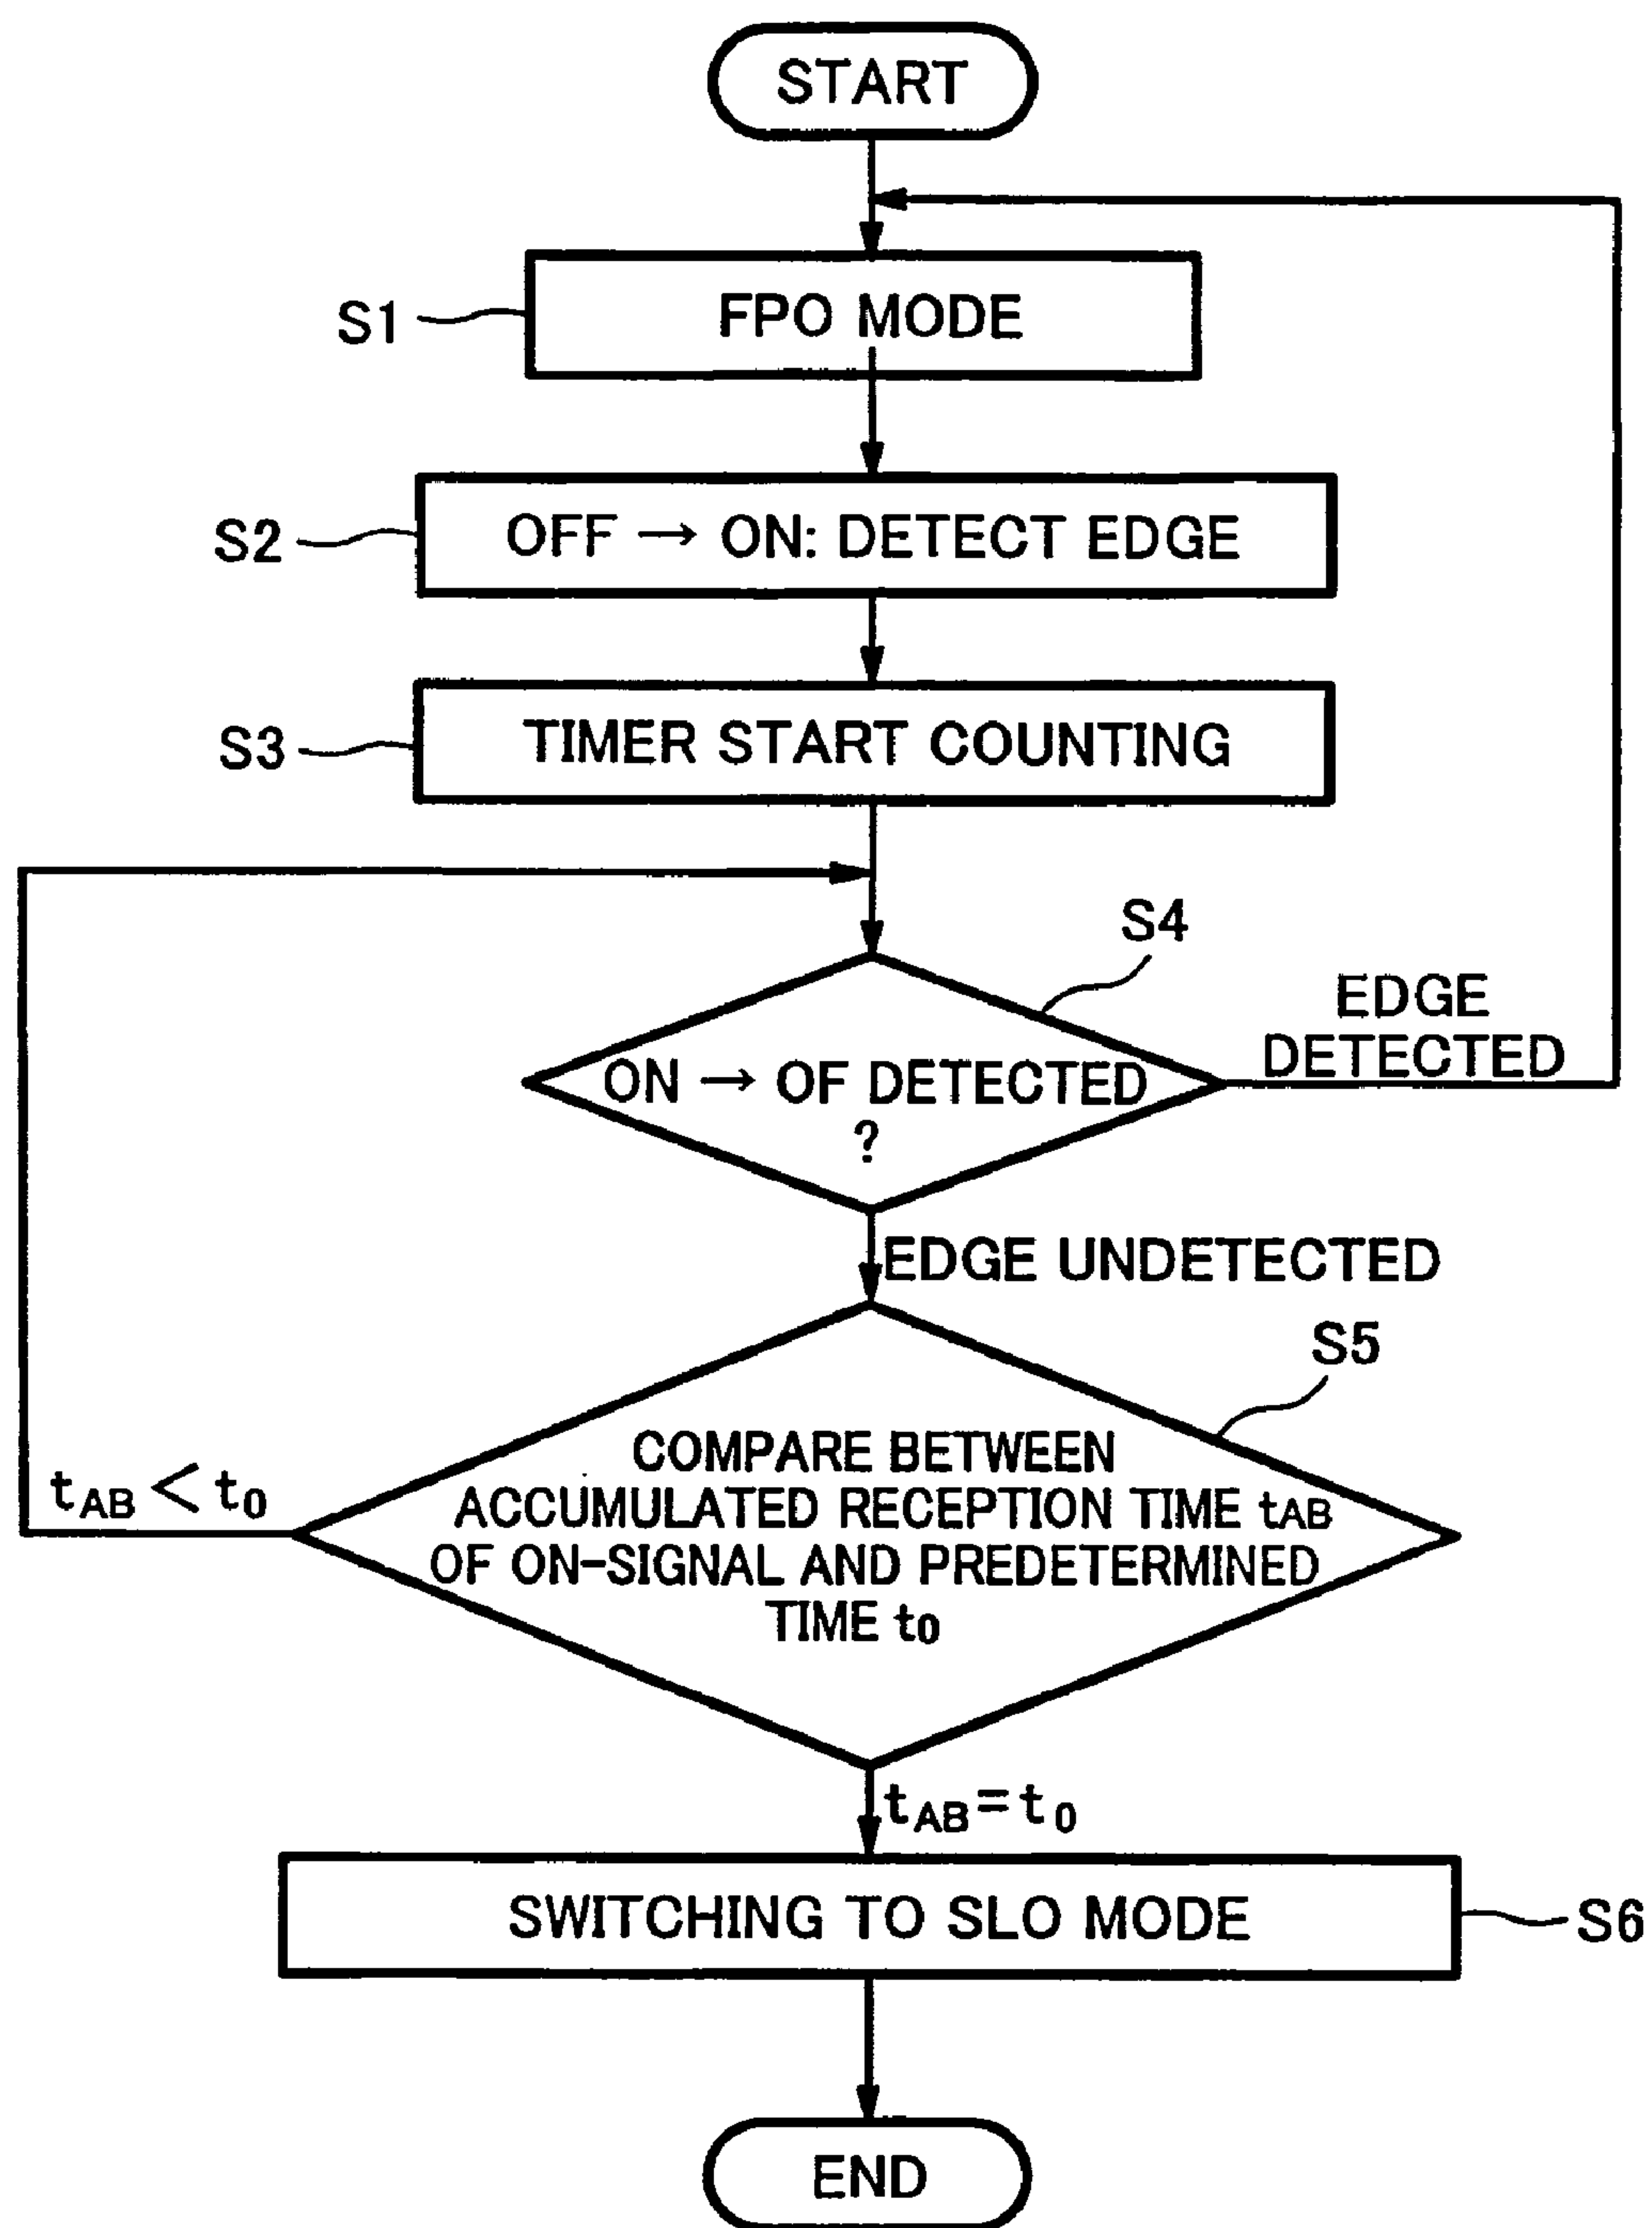 START
S1
FPO MODE
S2
OFF → ON: DETECT EDGE
S3
TIMER START COUNTING
S4
ON → OF DETECTED
?
EDGE
DETECTED
EDGE UNDETECTED
S5
COMPARE BETWEEN
ACCUMULATED RECEPTION TIME tAB
OF ON-SIGNAL AND PREDETERMINED
TIME t0
tAB < t0
tAB = t0
SWITCHING TO SLO MODE
S6
END